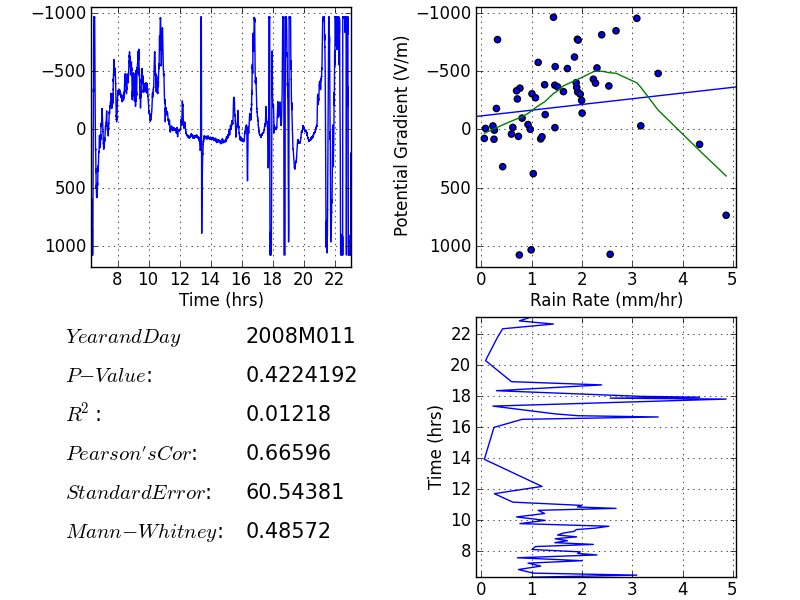 −1000
−500
0
500
1000
8 10 12 14 16 18 20 22
Time (hrs)
Potential Gradient (V/m)
−1000
−500
0
500
1000
0 1 2 3 4 5
Rain Rate (mm/hr)
YearandDay 2008M011
P−Value: 0.4224192
R²: 0.01218
Pearson'sCor: 0.66596
StandardError: 60.54381
Mann−Whitney: 0.48572
Time (hrs)
22
20
18
16
14
12
10
8
0 1 2 3 4 5